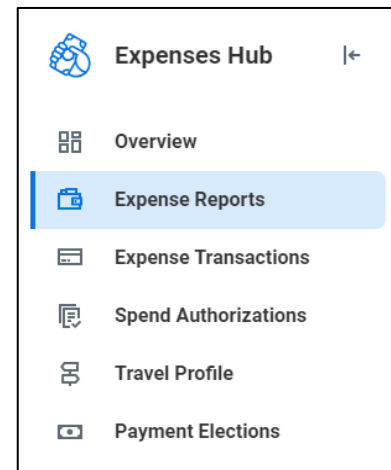 Expenses Hub
Overview
Expense Reports
Expense Transactions
Spend Authorizations
Travel Profile
Payment Elections